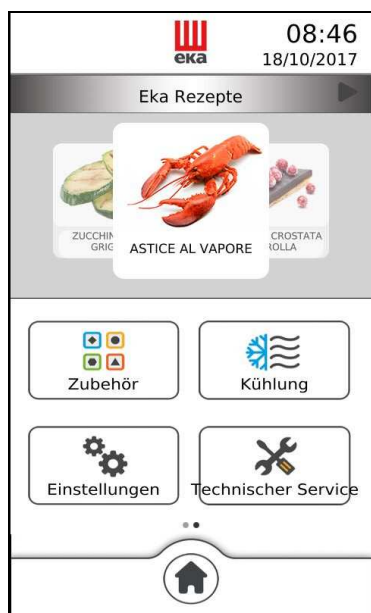 eka
08:46
18/10/2017
Eka Rezepte
ZUCCHIN
GRIG
ASTICE AL VAPORE
CROSTATA
ROLLA
Zubehör
Kühlung
Einstellungen
Technischer Service